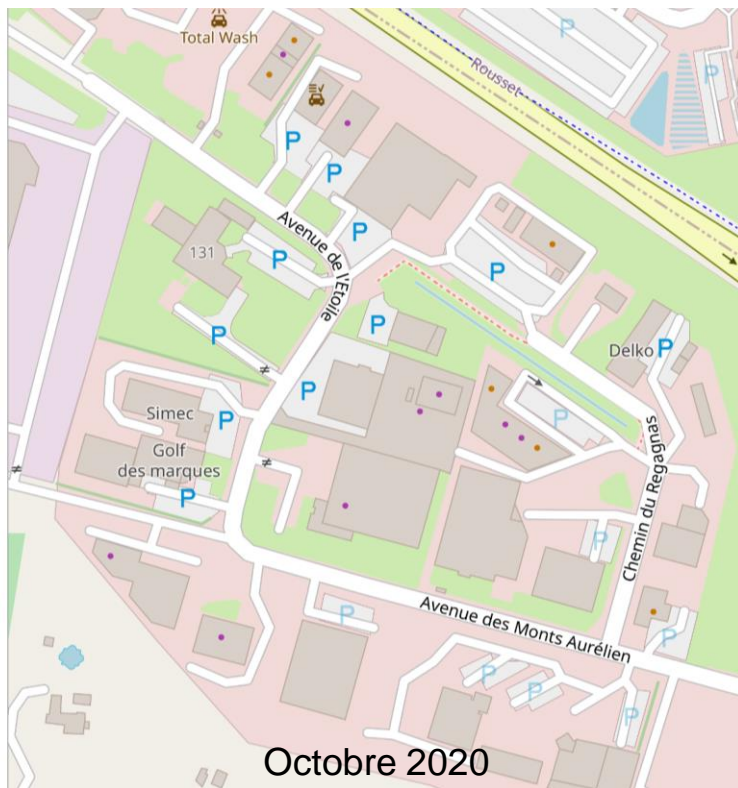 Total Wash
P
P
Rousset
P
P
Avenue de l'Etoile
P
131
P
P
P
P
Delko
P
P
P
Simec
P
P
Golf
des marques
P
Chemin du Regagnas
P
P
Avenue des Monts Aurélien
P
P
P
P
Octobre 2020